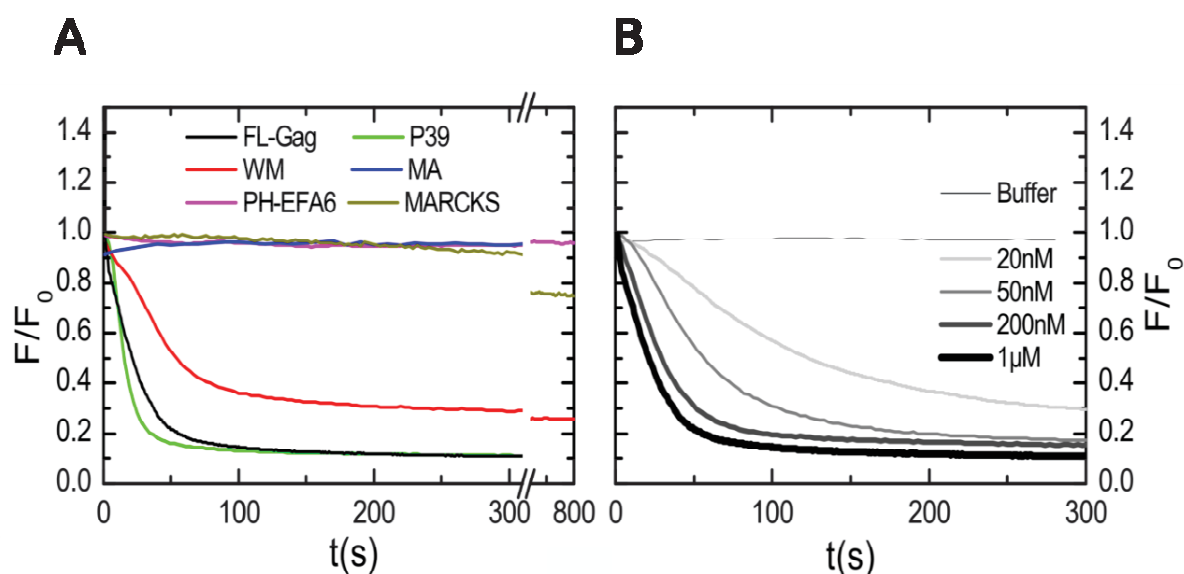 A
B
1.4
1.2
1.0
0.8
0.6
0.4
0.2
0.0
F/F0
FL-Gag P39
WM MA
PH-EFA6 MARCKS
0 100 200 300 800
t(s)
Buffer
20nM
50nM
200nM
1μM
1.4
1.2
1.0
0.8
0.6
0.4
0.2
0.0
F/F0
0 100 200 300
t(s)